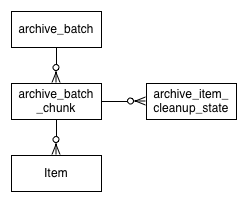 archive_batch
archive_batch
_chunk
archive_item_
cleanup_state
Item